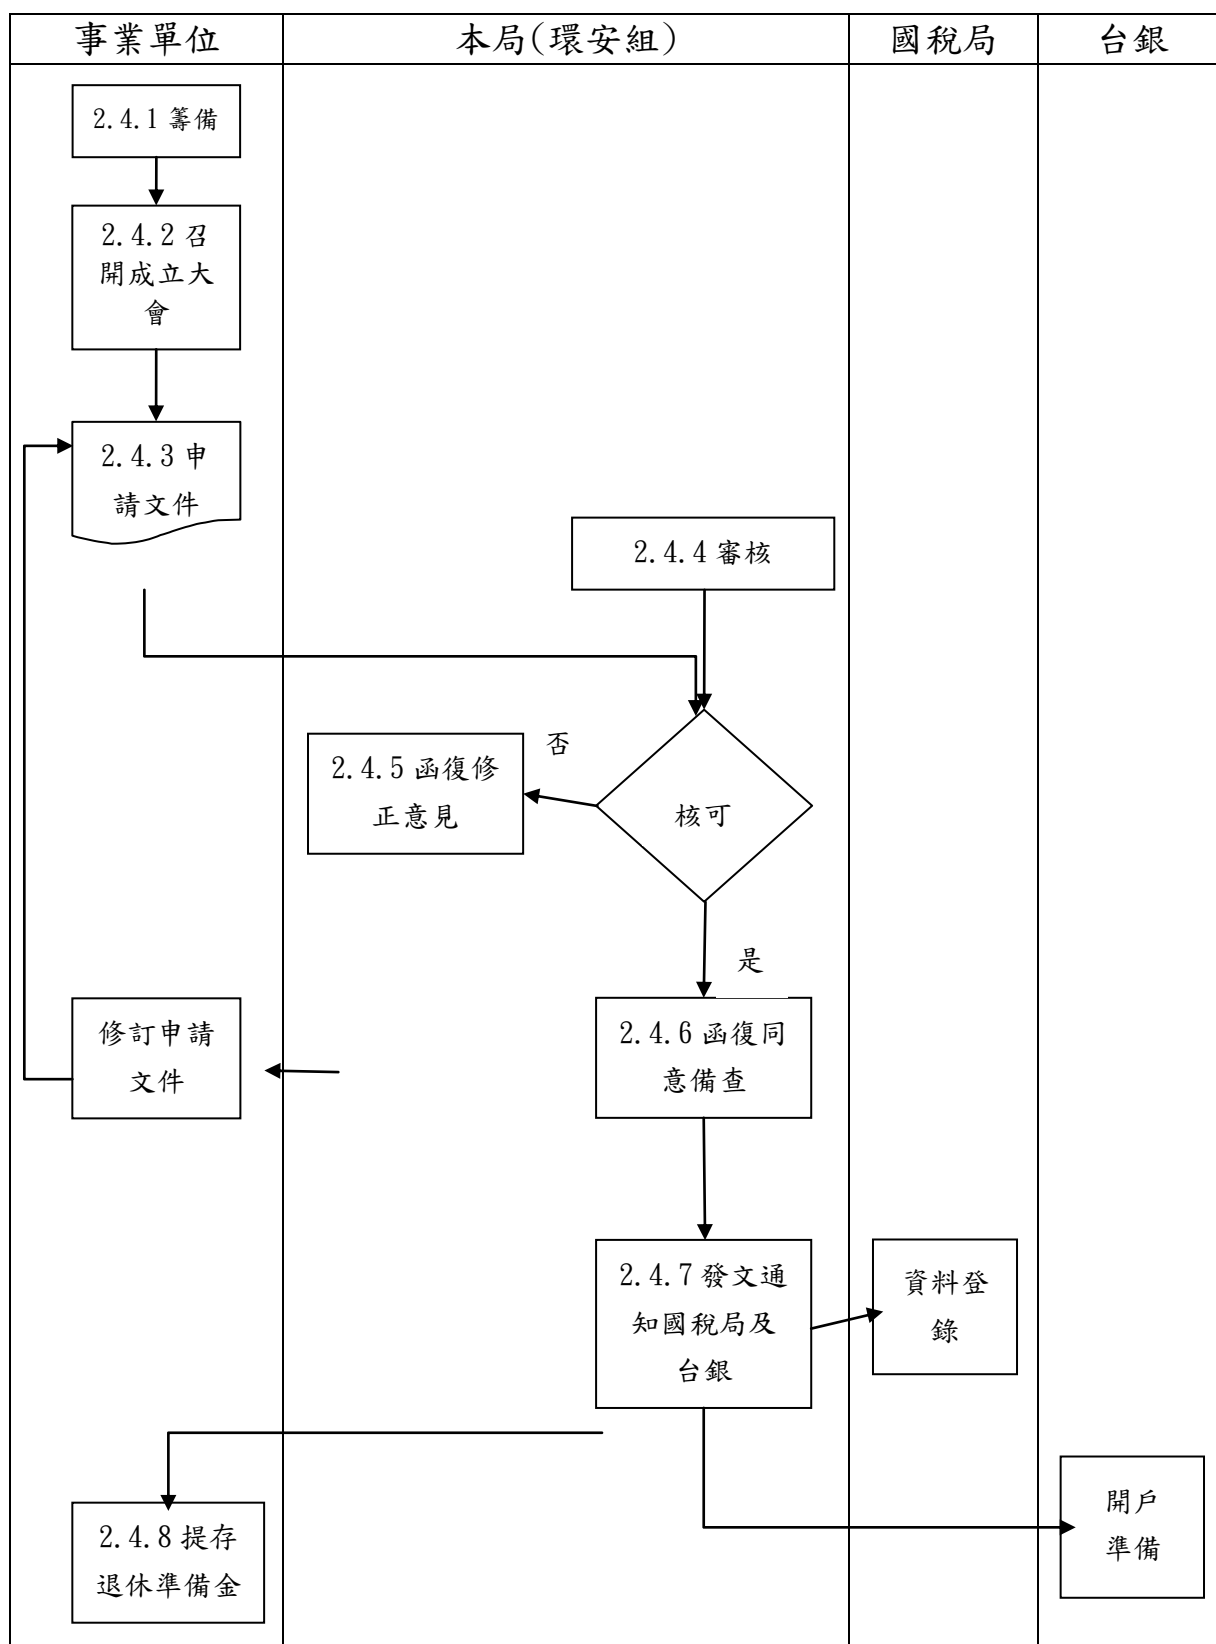 事業單位
本局(環安組)
國稅局
台銀
2.4.1 籌備
2.4.2 召
開成立大
會
2.4.3 申
請文件
2.4.4 審核
否
2.4.5 函復修
正意見
核可
是
修訂申請
文件
2.4.6 函復同
意備查
2.4.7 發文通
知國稅局及
台銀
資料登
錄
開戶
準備
2.4.8 提存
退休準備金